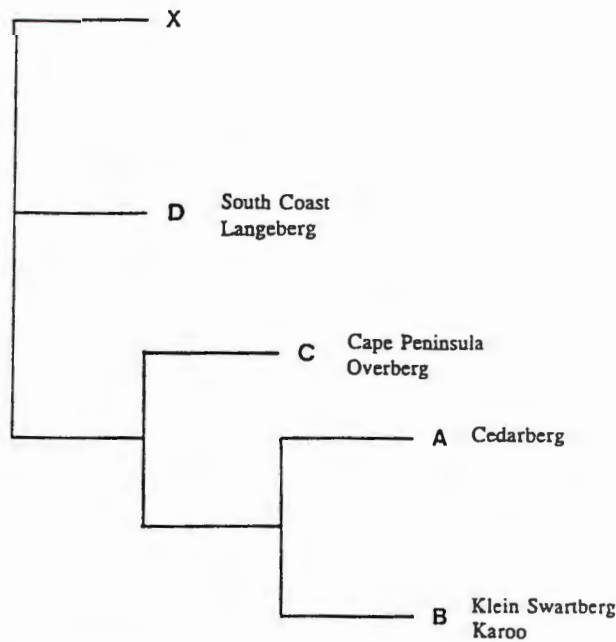 X
D South Coast
Langeberg
C Cape Peninsula
Overberg
A Cedarberg
B Klein Swartberg
Karoo